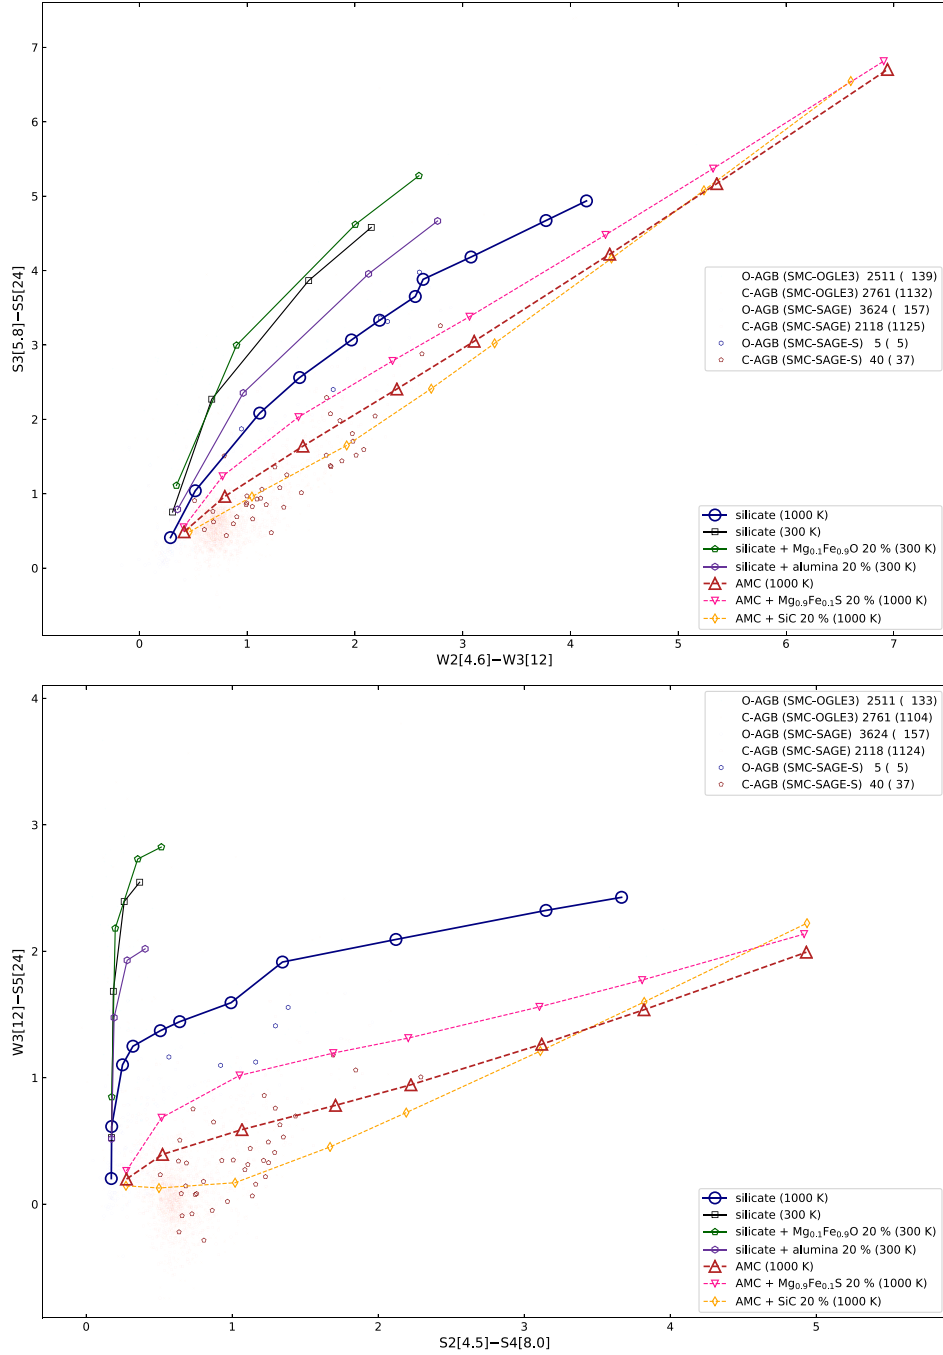 7
6
5
4
3
2
1
0
S3[5.8]−S5[24]
O-AGB (SMC-OGLE3) 2511 ( 139)
C-AGB (SMC-OGLE3) 2761 (1132)
O-AGB (SMC-SAGE) 3624 ( 157)
C-AGB (SMC-SAGE) 2118 (1125)
O-AGB (SMC-SAGE-S) 5 ( 5)
C-AGB (SMC-SAGE-S) 40 ( 37)
silicate (1000 K)
silicate (300 K)
silicate + Mg₀.₁Fe₀.₉O 20 % (300 K)
silicate + alumina 20 % (300 K)
AMC (1000 K)
AMC + Mg₀.₉Fe₀.₁S 20 % (1000 K)
AMC + SiC 20 % (1000 K)
0 1 2 3 4 5 6 7
W2[4.6]−W3[12]
4
3
2
1
0
W3[12]−S5[24]
O-AGB (SMC-OGLE3) 2511 ( 133)
C-AGB (SMC-OGLE3) 2761 (1104)
O-AGB (SMC-SAGE) 3624 ( 157)
C-AGB (SMC-SAGE) 2118 (1124)
O-AGB (SMC-SAGE-S) 5 ( 5)
C-AGB (SMC-SAGE-S) 40 ( 37)
silicate (1000 K)
silicate (300 K)
silicate + Mg₀.₁Fe₀.₉O 20 % (300 K)
silicate + alumina 20 % (300 K)
AMC (1000 K)
AMC + Mg₀.₉Fe₀.₁S 20 % (1000 K)
AMC + SiC 20 % (1000 K)
0 1 2 3 4 5
S2[4.5]−S4[8.0]